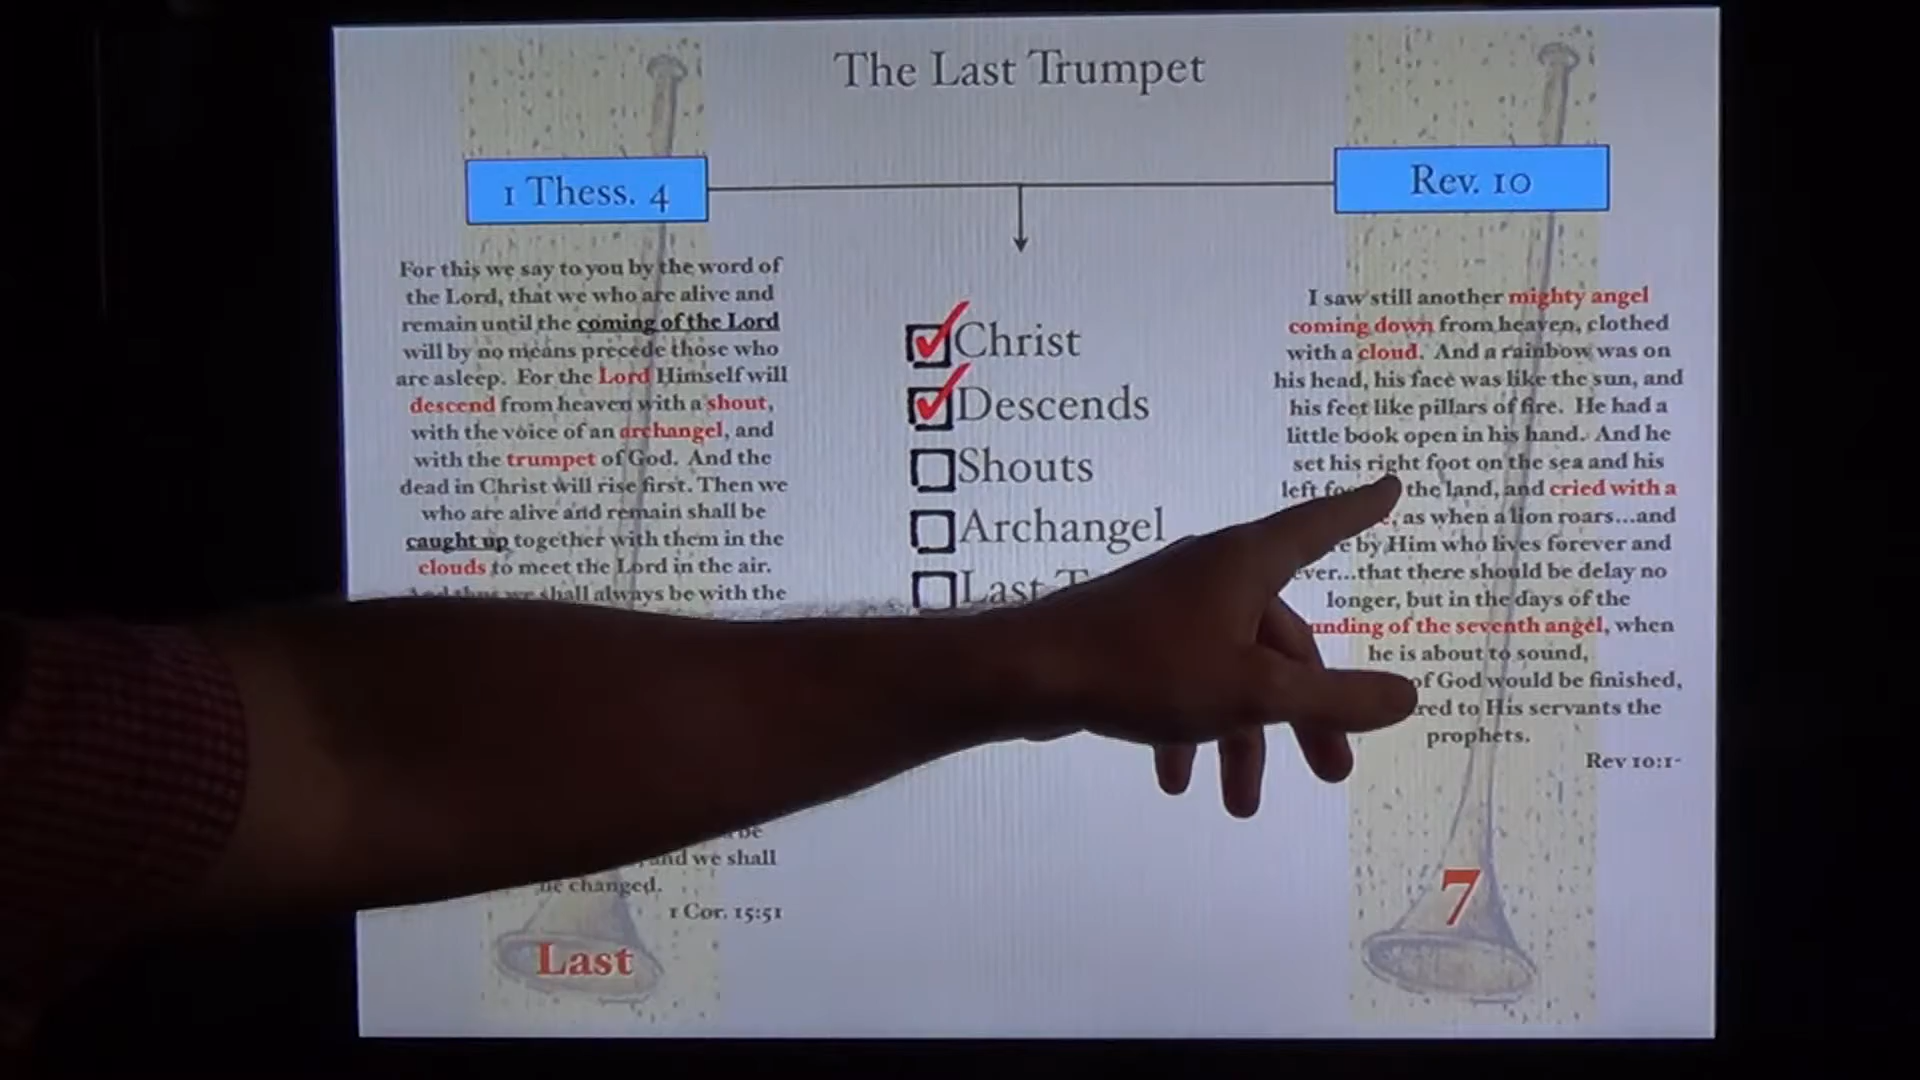 The Last Trumpet
1 Thess. 4
For this we say to you by the word of
the Lord, that we who are alive and
remain until the coming of the Lord
will by no means precede those who
are asleep. For the Lord Himself will
descend from heaven with a shout,
with the voice of an archangel, and
with the trumpet of God. And the
dead in Christ will rise first. Then we
who are alive and remain shall be
caught up together with them in the
clouds to meet the Lord in the air.
shall always be with the
be
and we shall
be changed.
1 Cor. 15:51
Last
Christ
Descends
Shouts
Archangel
Last
Rev. 10
I saw still another mighty angel
coming down from heaven, clothed
with a cloud. And a rainbow was on
his head, his face was like the sun, and
his feet like pillars of fire. He had a
little book open in his hand. And he
set his right foot on the sea and his
left the land, and cried with a
, as when a lion roars...and
by Him who lives forever and
ever...that there should be delay no
longer, but in the days of the
of the seventh angel, when
he is about to sound,
of God would be finished,
to His servants the
prophets.
Rev 10:1-
7